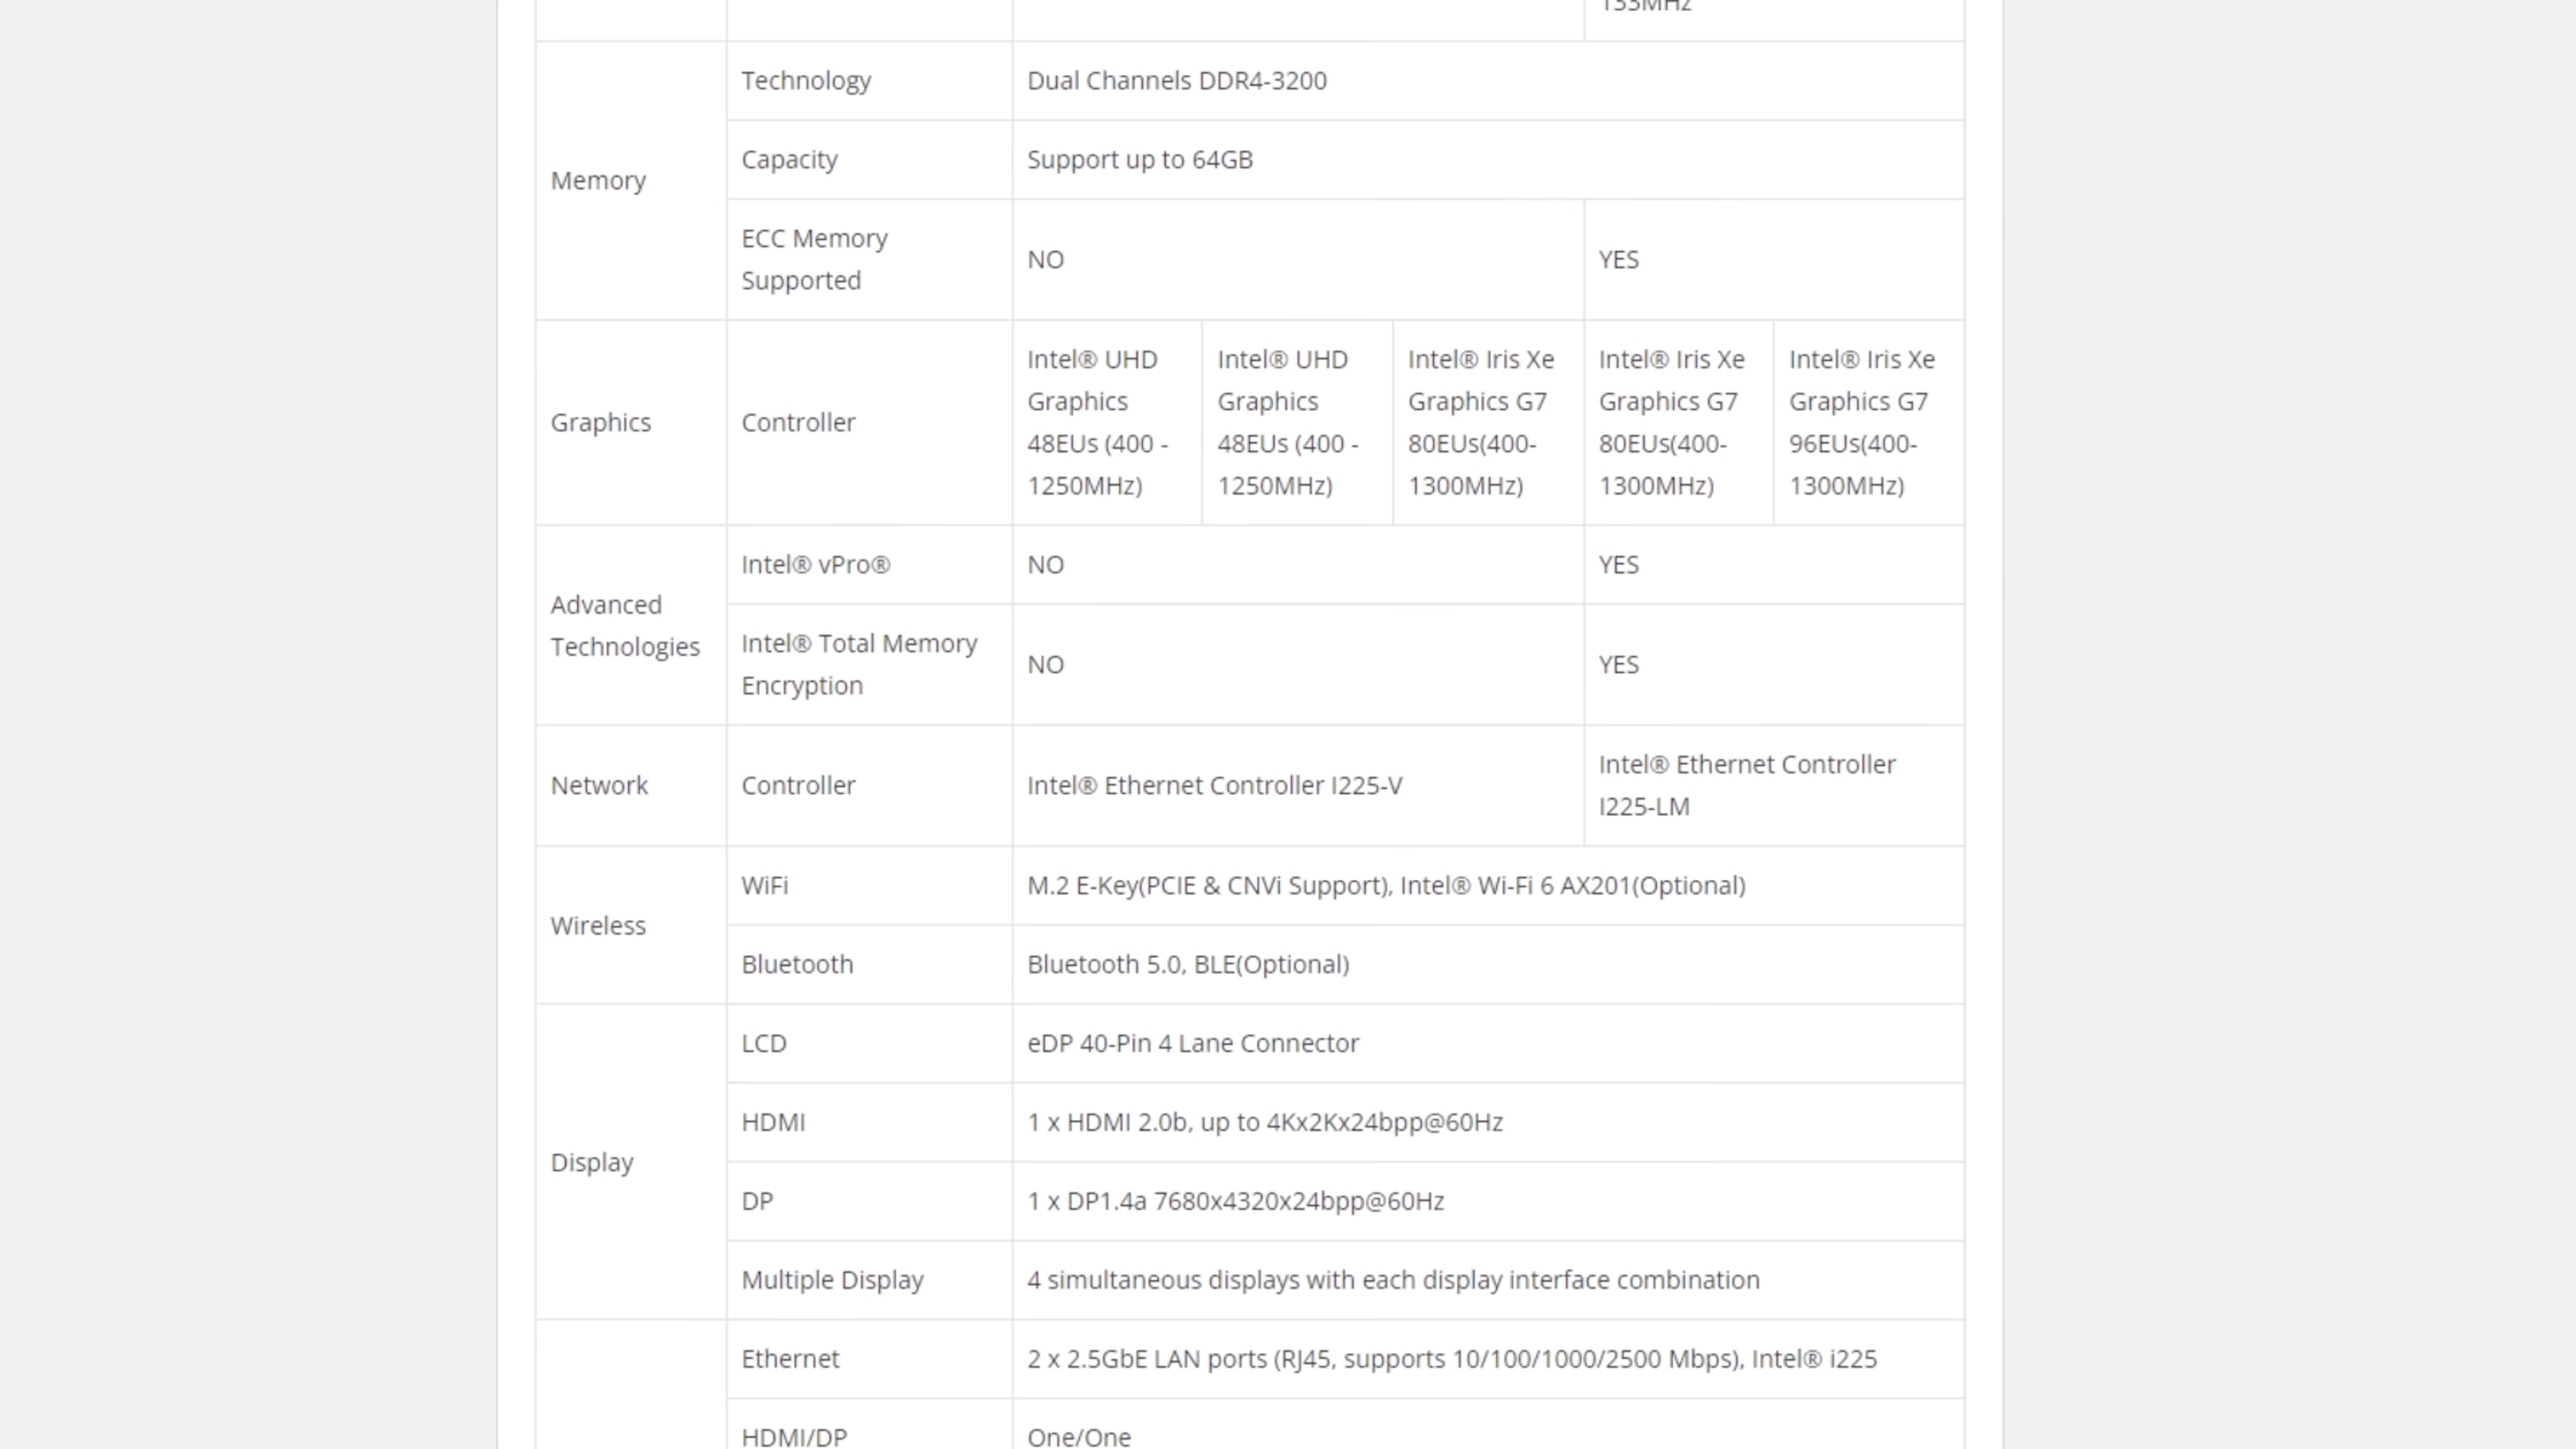 133MHz
Memory
Technology
Dual Channels DDR4-3200
Capacity
Support up to 64GB
ECC Memory
Supported
NO
YES
Graphics
Controller
Intel® UHD
Graphics
48EUs (400 -
1250MHz)
Intel® UHD
Graphics
48EUs (400 -
1250MHz)
Intel® Iris Xe
Graphics G7
80EUs(400-
1300MHz)
Intel® Iris Xe
Graphics G7
80EUs(400-
1300MHz)
Intel® Iris Xe
Graphics G7
96EUs(400-
1300MHz)
Advanced
Technologies
Intel® vPro®
NO
YES
Intel® Total Memory
Encryption
NO
YES
Network
Controller
Intel® Ethernet Controller I225-V
Intel® Ethernet Controller
I225-LM
Wireless
WiFi
M.2 E-Key(PCIE & CNVi Support), Intel® Wi-Fi 6 AX201(Optional)
Bluetooth
Bluetooth 5.0, BLE(Optional)
Display
LCD
eDP 40-Pin 4 Lane Connector
HDMI
1 x HDMI 2.0b, up to 4Kx2Kx24bpp@60Hz
DP
1 x DP1.4a 7680x4320x24bpp@60Hz
Multiple Display
4 simultaneous displays with each display interface combination
Ethernet
2 x 2.5GbE LAN ports (RJ45, supports 10/100/1000/2500 Mbps), Intel® i225
HDMI/DP
One/One